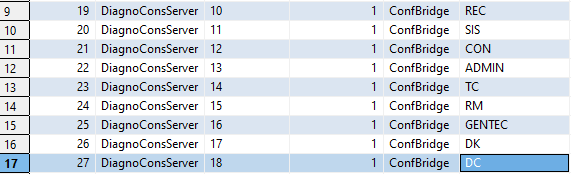 9 19 DiagnoConsServer 10 1 ConfBridge REC
10 20 DiagnoConsServer 11 1 ConfBridge SIS
11 21 DiagnoConsServer 12 1 ConfBridge CON
12 22 DiagnoConsServer 13 1 ConfBridge ADMIN
13 23 DiagnoConsServer 14 1 ConfBridge TC
14 24 DiagnoConsServer 15 1 ConfBridge RM
15 25 DiagnoConsServer 16 1 ConfBridge GENTEC
16 26 DiagnoConsServer 17 1 ConfBridge DK
17 27 DiagnoConsServer 18 1 ConfBridge DC